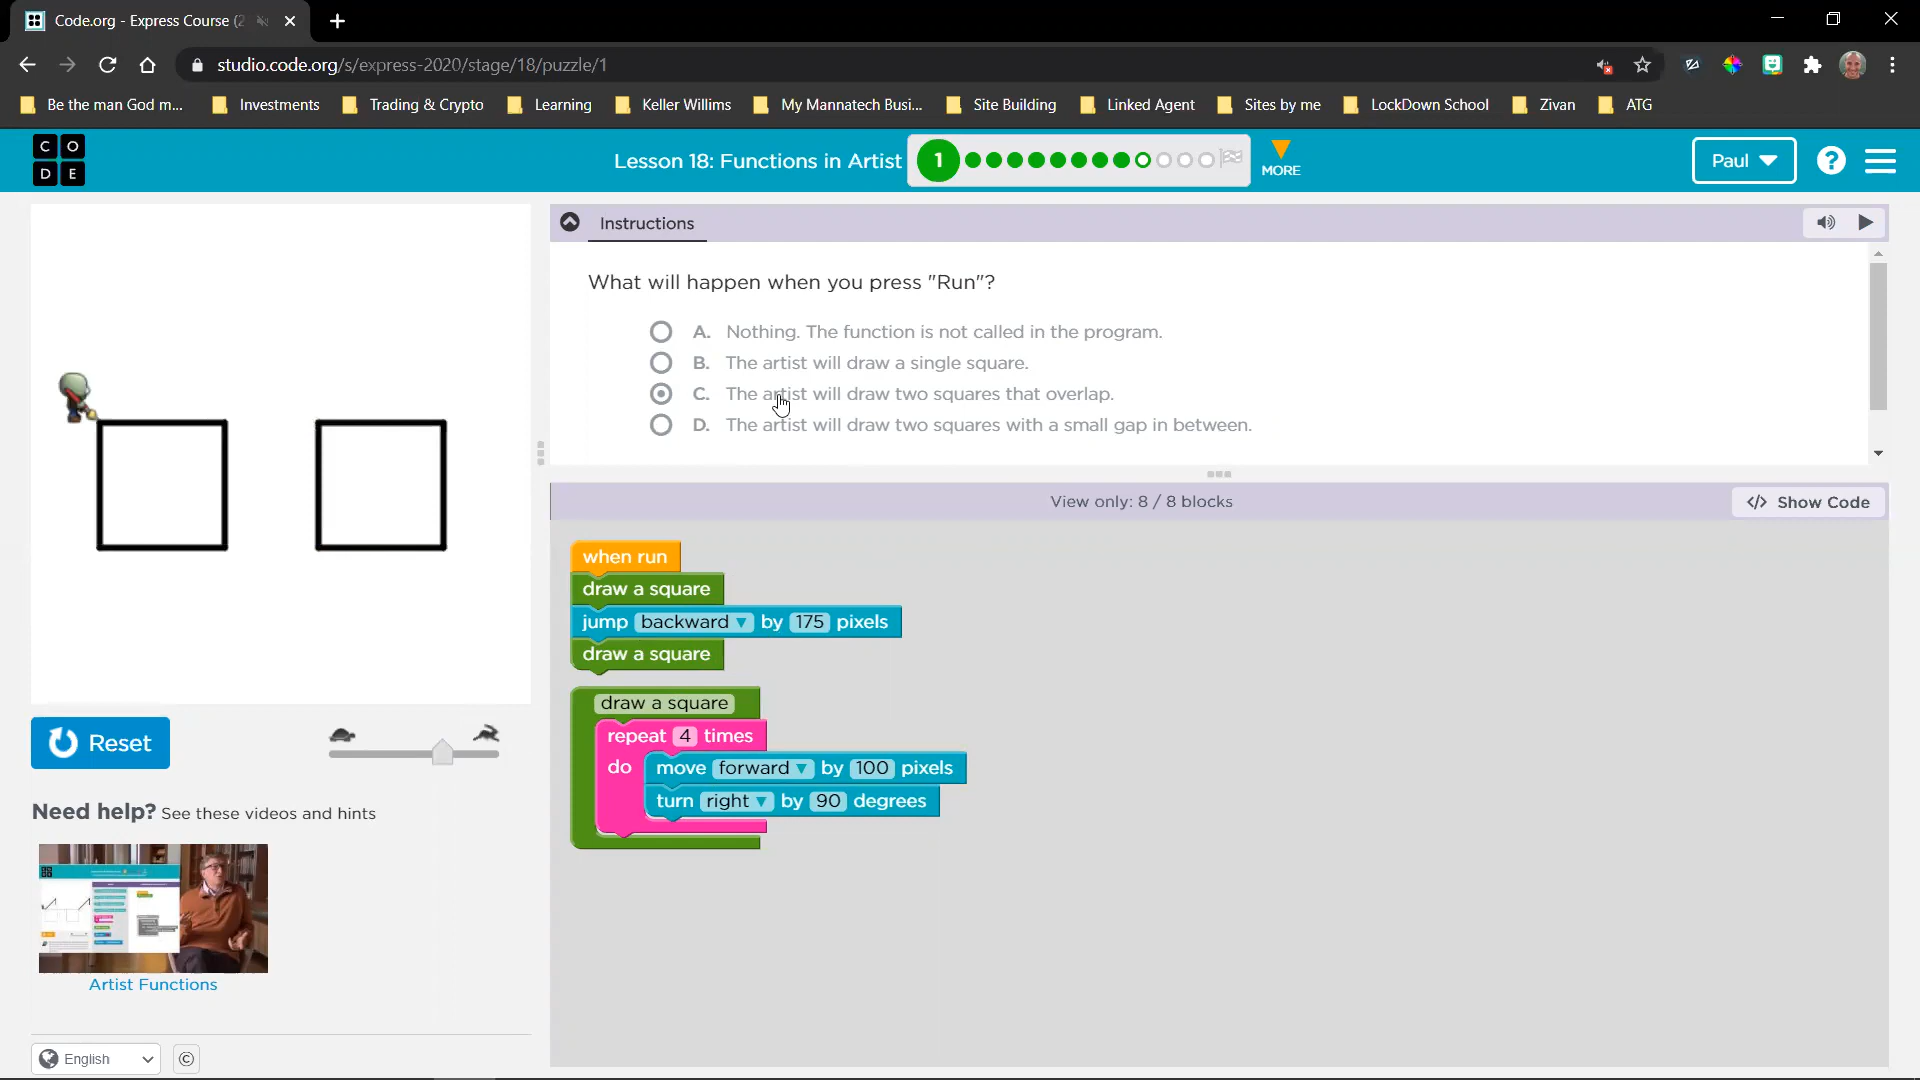 Code.org - Express Course (2
studio.code.org/s/express-2020/stage/18/puzzle/1
Be the man God m...
Investments
Trading & Crypto
Learning
Keller Willims
My Mannatech Busi...
Site Building
Linked Agent
Sites by me
LockDown School
Zivan
ATG
C O
D E
Lesson 18: Functions in Artist
1
MORE
Paul
?
Instructions
What will happen when you press "Run"?
A. Nothing. The function is not called in the program.
B. The artist will draw a single square.
C. The artist will draw two squares that overlap.
D. The artist will draw two squares with a small gap in between.
View only: 8 / 8 blocks
</> Show Code
when run
draw a square
jump backward ▼ by 175 pixels
draw a square
draw a square
repeat 4 times
do move forward ▼ by 100 pixels
turn right ▼ by 90 degrees
Reset
Need help? See these videos and hints
Artist Functions
English
©